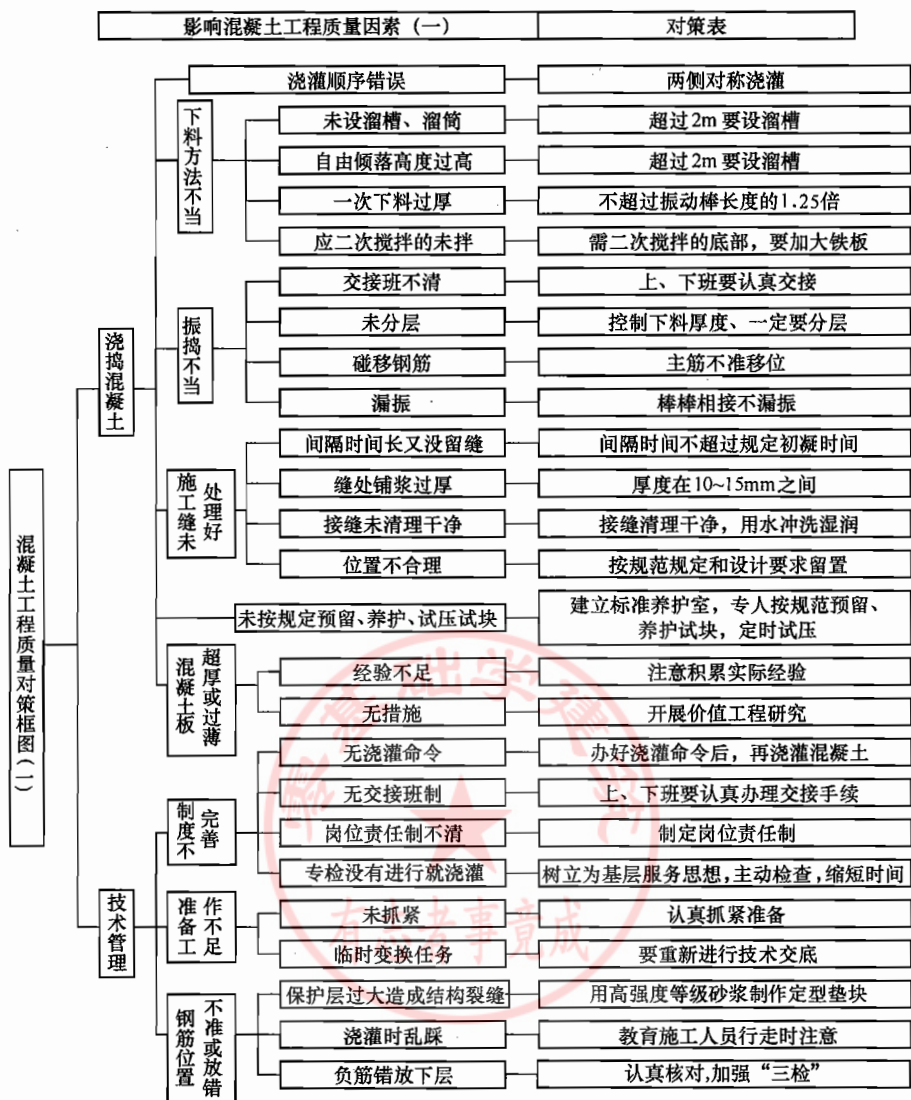 影响混凝土工程质量因素（一）
对策表
浇灌顺序错误
两侧对称浇灌
下料方法不当
未设溜槽、溜筒
超过2m要设溜槽
自由倾落高度过高
超过2m要设溜槽
一次下料过厚
不超过振动棒长度的1.25倍
应二次搅拌的未拌
需二次搅拌的底部，要加大铁板
浇捣混凝土
振捣不当
交接班不清
上、下班要认真交接
未分层
控制下料厚度、一定要分层
碰移钢筋
主筋不准移位
漏振
棒棒相接不漏振
施工缝未
处理好
间隔时间长又没留缝
间隔时间不超过规定初凝时间
缝处铺浆过厚
厚度在10~15mm之间
接缝未清理干净
接缝清理干净，用水冲洗湿润
位置不合理
按规范规定和设计要求留置
混凝土工程质量对策框图（一）
未按规定预留、养护、试压试块
建立标准养护室，专人按规范预留、
养护试块，定时试压
混凝土板
超厚或过薄
经验不足
注意积累实际经验
无措施
开展价值工程研究
技术管理
制度不
完善
无浇灌命令
办好浇灌命令后，再浇灌混凝土
无交接班制
上、下班要认真办理交接手续
岗位责任制不清
制定岗位责任制
专检没有进行就浇灌
树立为基层服务思想，主动检查，缩短时间
准备工
作不足
未抓紧
认真抓紧准备
临时变换任务
要重新进行技术交底
钢筋位置
不准或放错
保护层过大造成结构裂缝
用高强度等级砂浆制作定型垫块
浇灌时乱踩
教育施工人员行走时注意
负筋错放下层
认真核对，加强“三检”
零基础学建筑
有志者事竟成